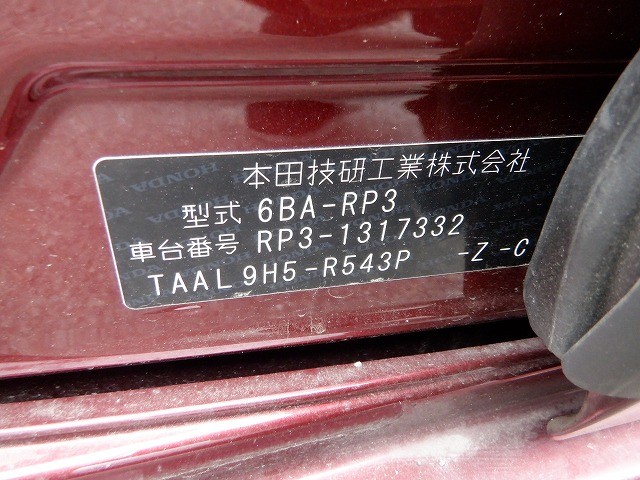 本田技研工業株式会社
型式 6BA-RP3
車台番号 RP3-1317332
TAAL 9H5-R543P -Z -C